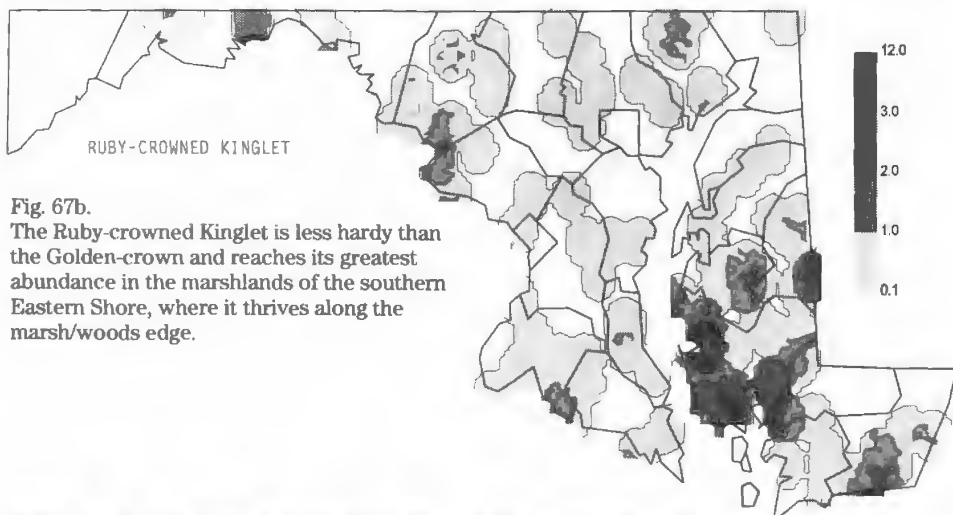 RUBY-CROWNED KINGLET
Fig. 67b.
The Ruby-crowned Kinglet is less hardy than
the Golden-crown and reaches its greatest
abundance in the marshlands of the southern
Eastern Shore, where it thrives along the
marsh/woods edge.
12.0
3.0
2.0
1.0
0.1